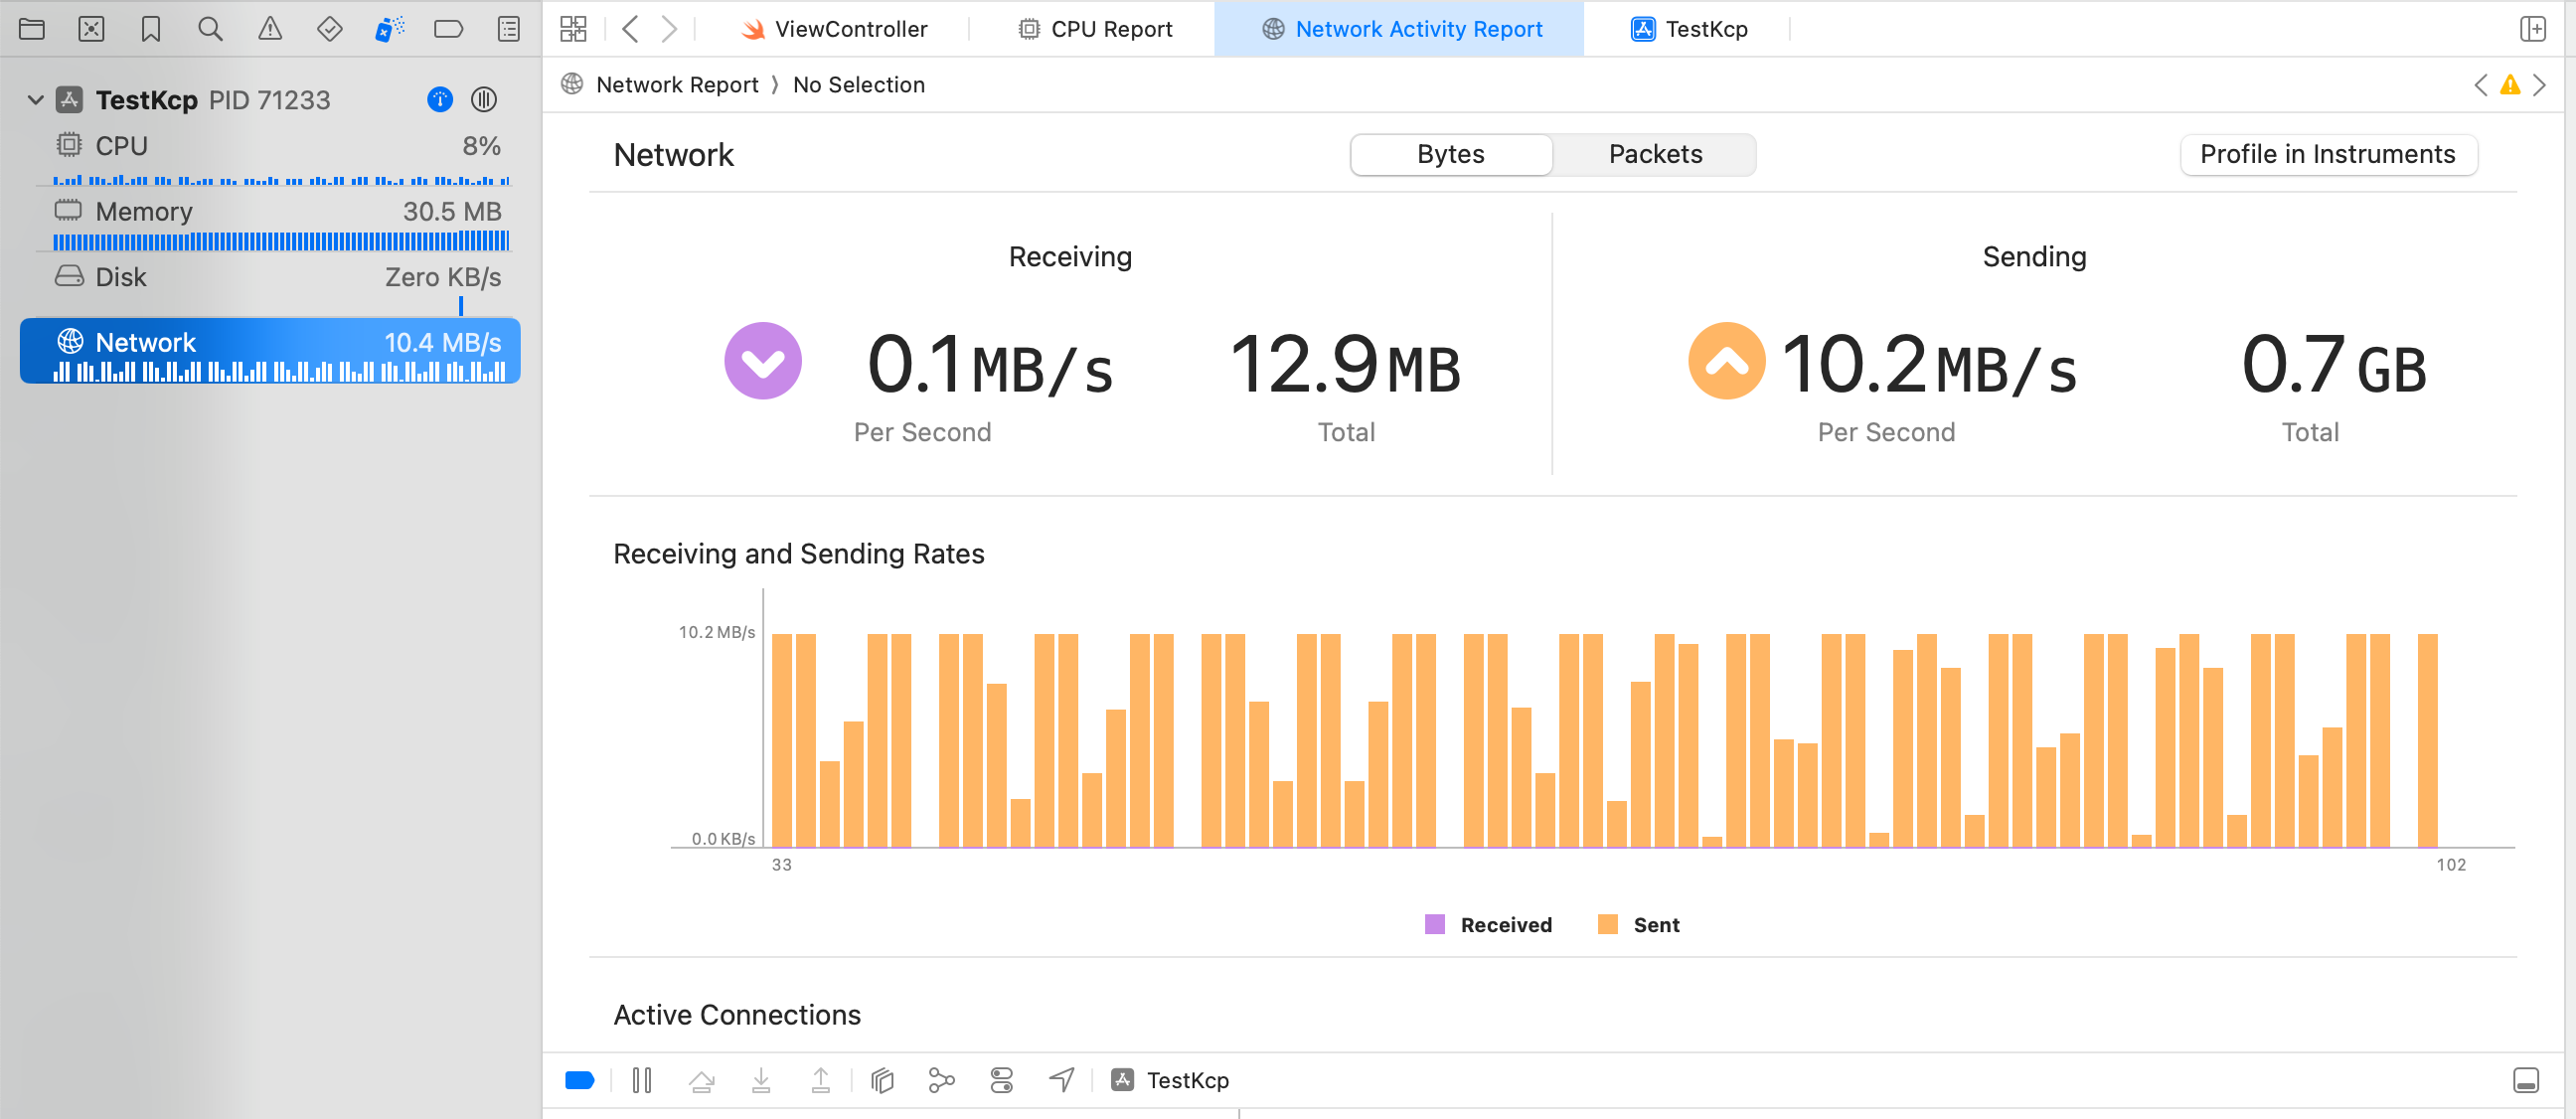 ViewController
CPU Report
Network Activity Report
TestKcp
TestKcp PID 71233
CPU 8%
Memory 30.5 MB
Disk Zero KB/s
Network 10.4 MB/s
Network Report 〉 No Selection
Network
Bytes
Packets
Profile in Instruments
Receiving
0.1 MB/s
Per Second
12.9 MB
Total
Sending
10.2 MB/s
Per Second
0.7 GB
Total
Receiving and Sending Rates
10.2 MB/s
0.0 KB/s
33
102
Received
Sent
Active Connections
TestKcp